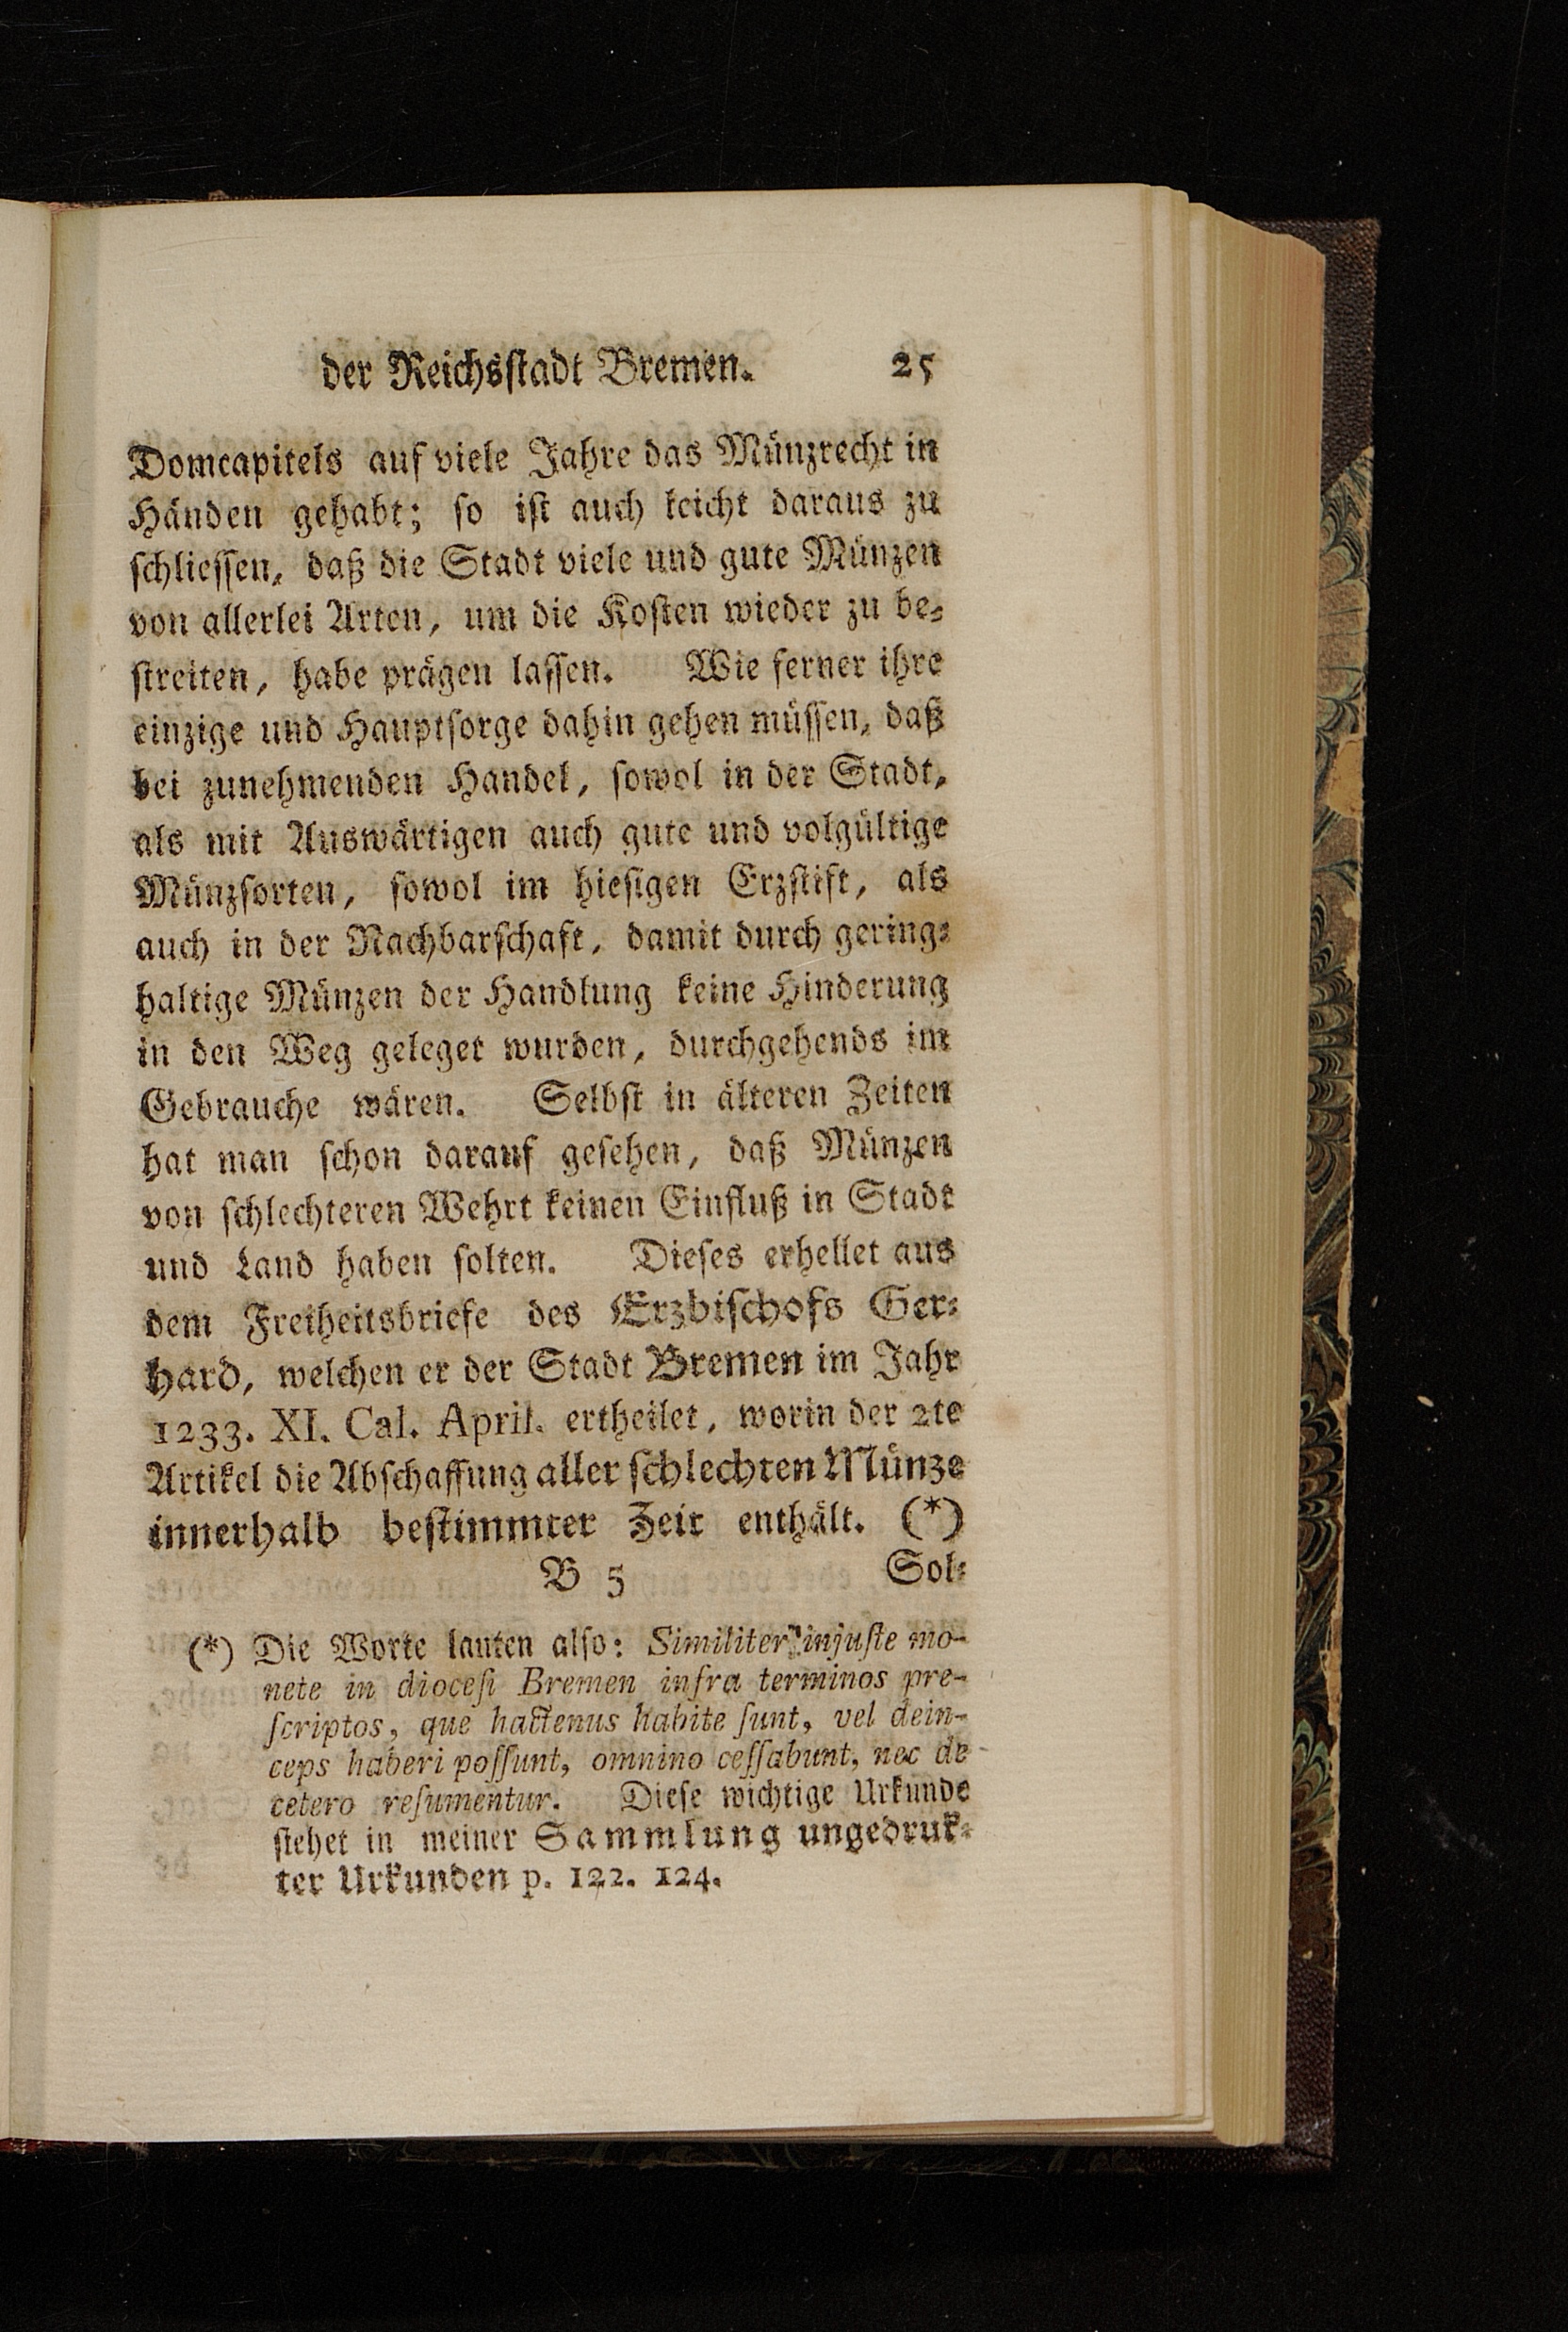 der Reichsſtadt Bremen. 25
Domcapitels auf viele Jahre das Münzrecht in
Händen gehabt; ſo iſt auch leicht daraus zu
ſchlieſſen, daß die Stadt viele und gute Münzen
von allerlei Arten, um die Koſten wieder zu be⸗
ſtreiten, habe prägen laſſen. Wie ferner ihre
einzige und Hauptſorge dahin gehen müſſen, daß
bei zunehmenden Handel, ſowol in der Stadt,
als mit Auswärtigen auch gute und volgültige
Münzſorten, ſowol im hieſigen Erzſtift, als
auch in der Nachbarſchaft, damit durch gering⸗
haltige Münzen der Handlung keine Hinderung
in den Weg geleget wurden, durchgehends im
Gebrauche wären. Selbſt in älteren Zeiten
hat man ſchon darauf geſehen, daß Münzen
von ſchlechteren Wehrt keinen Einfluß in Stadt
und Land haben ſolten. Dieſes erhellet aus
dem Freiheitsbriefe des Erzbiſchofs Ger⸗
hard, welchen er der Stadt Bremen im Jahr
1233. XI. Cal. April. ertheilet, worin der 2te
Artikel die Abſchaffung aller ſchlechten Münze
innerhalb beſtimmter Zeit enthält. (*)
B 5 Sol⸗
(*) Die Worte lauten alſo: Similiter injuſte mo-
nete in dioceſi Bremen infra terminos pre-
ſcriptos, que hactenus habite ſunt, vel dein-
ceps haberi poſſunt, omnino ceſſabunt, nec de
cetero reſumentur. Dieſe wichtige Urkunde
ſtehet in meiner Sammlung ungedruk⸗
ter Urkunden p. 122. 124.